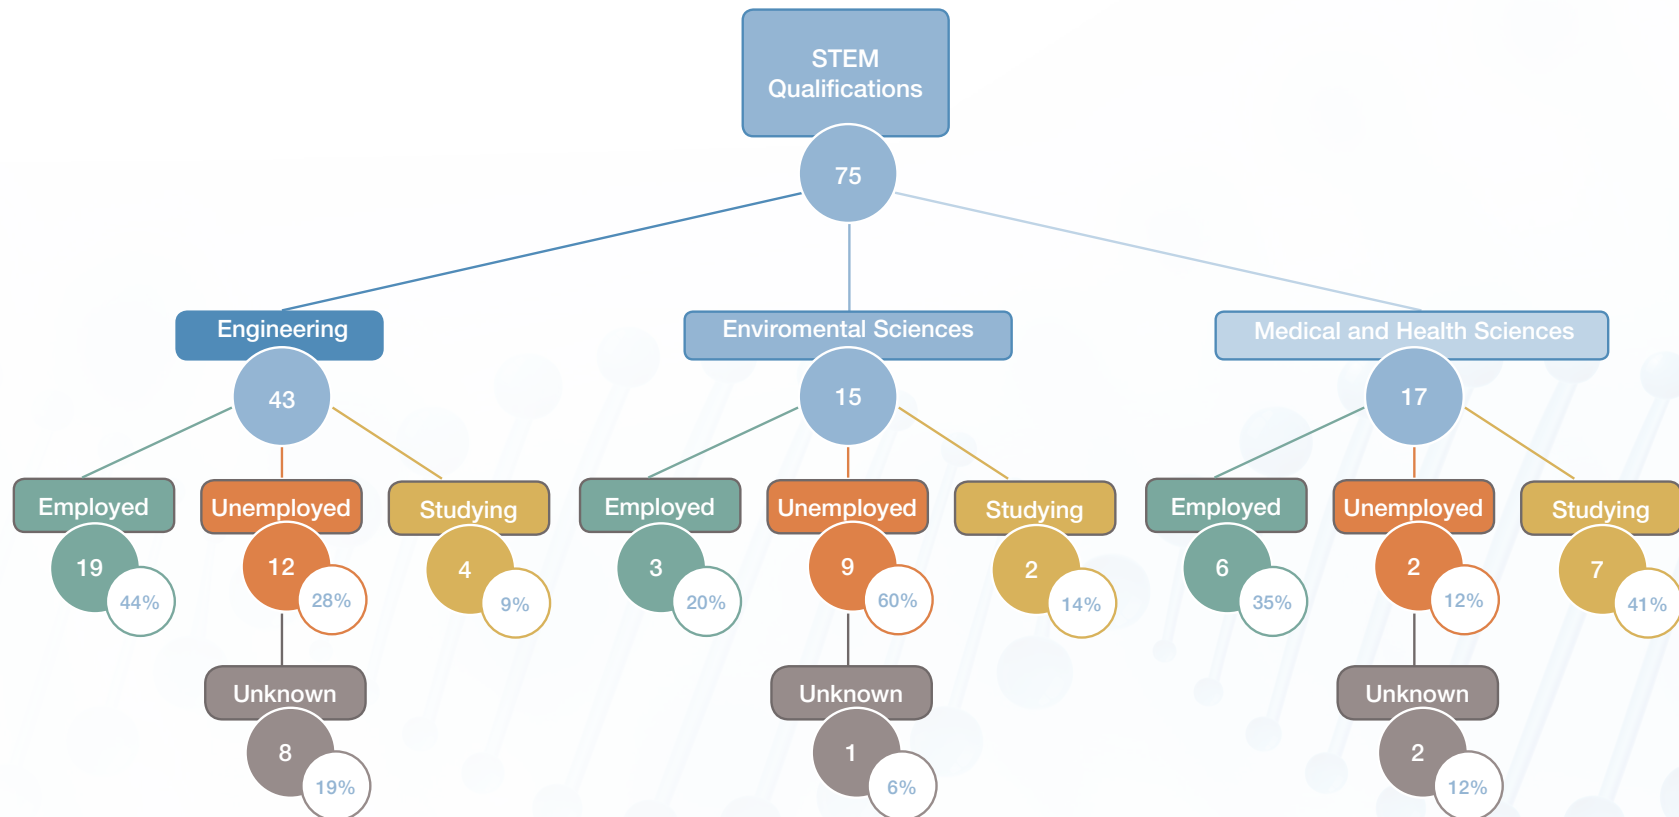 STEM
Qualifications
75
Engineering
Enviromental Sciences
Medical and Health Sciences
43
15
17
Employed
Unemployed
Studying
Employed
Unemployed
Studying
Employed
Unemployed
Studying
19
44%
12
28%
4
9%
3
20%
9
60%
2
14%
6
35%
2
12%
7
41%
Unknown
Unknown
Unknown
8
19%
1
6%
2
12%